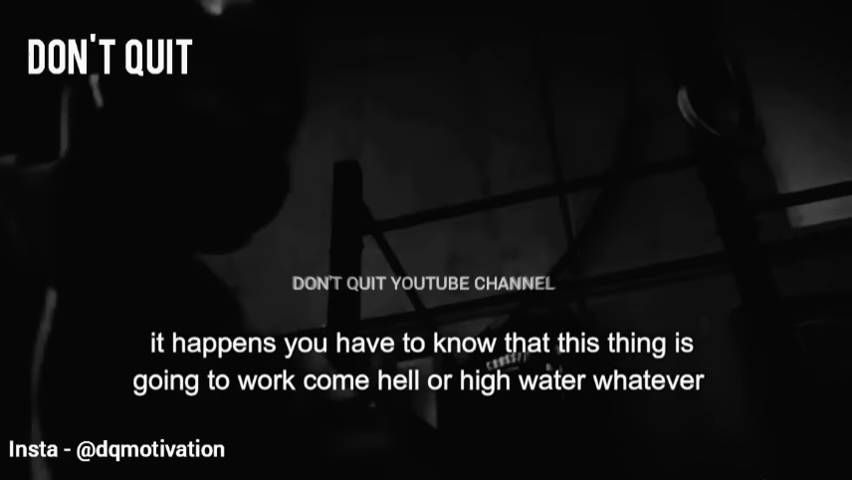 DON'T QUIT
DON'T QUIT YOUTUBE CHANNEL
it happens you have to know that this thing is
going to work come hell or high water whatever
Insta - @dqmotivation